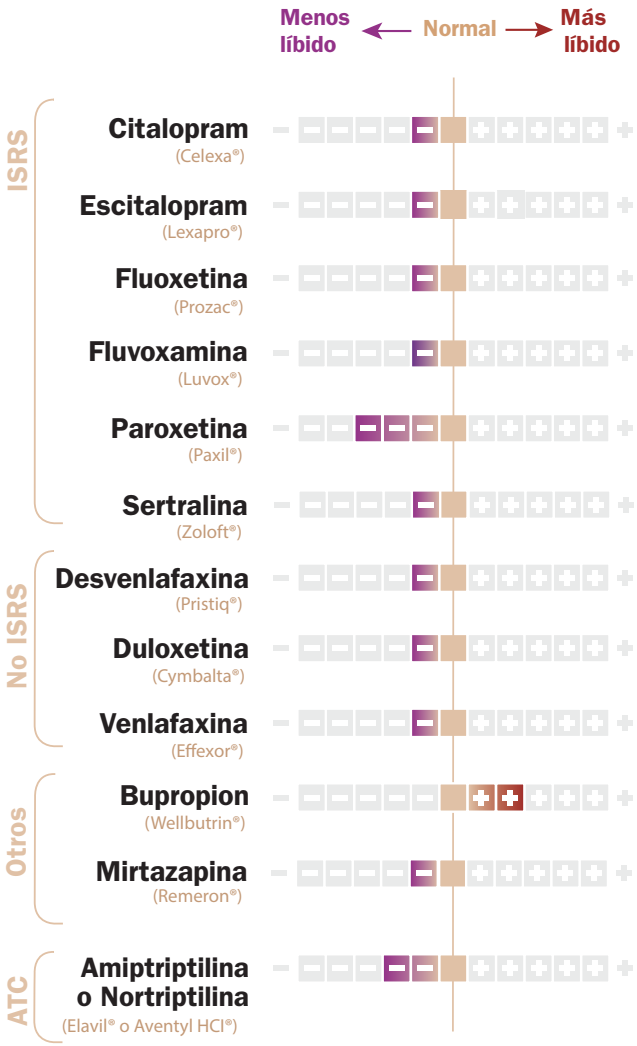 Menos líbido ← Normal → Más líbido
ISRS
Citalopram
(Celexa®)
Escitalopram
(Lexapro®)
Fluoxetina
(Prozac®)
Fluvoxamina
(Luvox®)
Paroxetina
(Paxil®)
Sertralina
(Zoloft®)
No ISRS
Desvenlafaxina
(Pristiq®)
Duloxetina
(Cymbalta®)
Venlafaxina
(Effexor®)
Otros
Bupropion
(Wellbutrin®)
Mirtazapina
(Remeron®)
ATC
Amiptriptilina
o Nortriptilina
(Elavil® o Aventyl HCl®)